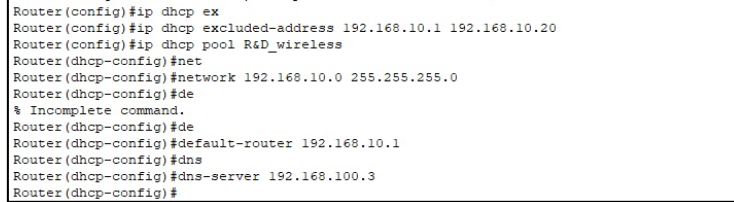 Router(config)#ip dhcp ex
Router(config)#ip dhcp excluded-address 192.168.10.1 192.168.10.20
Router(config)#ip dhcp pool R&D_wireless
Router(dhcp-config)#net
Router(dhcp-config)#network 192.168.10.0 255.255.255.0
Router(dhcp-config)#de
% Incomplete command.
Router(dhcp-config)#de
Router(dhcp-config)#default-router 192.168.10.1
Router(dhcp-config)#dns
Router(dhcp-config)#dns-server 192.168.100.3
Router(dhcp-config)#